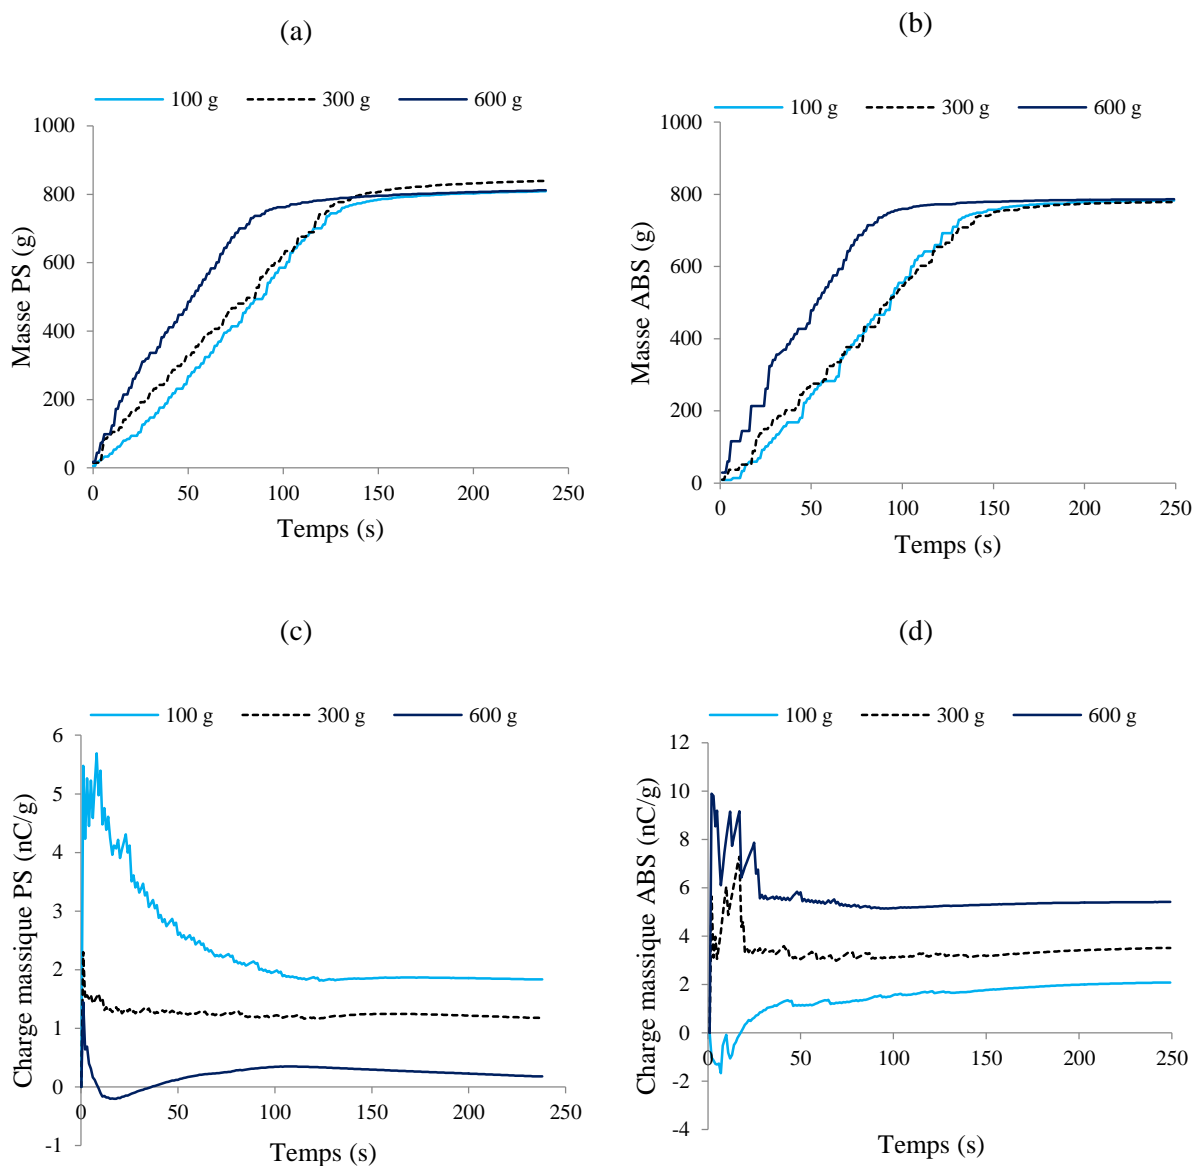 (a)
100 g 300 g 600 g
1000
800
600
400
200
0
0 50 100 150 200 250
Masse PS (g)
Temps (s)
(b)
100 g 300 g 600 g
1000
800
600
400
200
0
0 50 100 150 200 250
Masse ABS (g)
Temps (s)
(c)
100 g 300 g 600 g
6
5
4
3
2
1
0
-1
0 50 100 150 200 250
Charge massique PS (nC/g)
Temps (s)
(d)
100 g 300 g 600 g
12
10
8
6
4
2
0
-2
-4
0 50 100 150 200 250
Charge massique ABS (nC/g)
Temps (s)